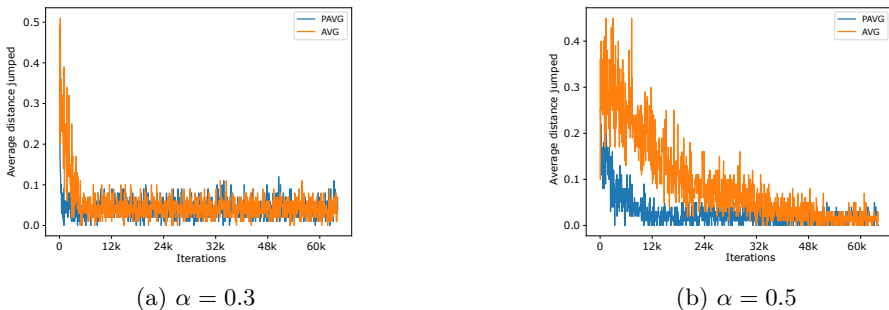 PAVG
AVG
Average distance jumped
0.5
0.4
0.3
0.2
0.1
0.0
0
12k
24k
32k
48k
60k
Iterations
(a) α = 0.3
PAVG
AVG
Average distance jumped
0.4
0.3
0.2
0.1
0.0
0
12k
24k
32k
48k
60k
Iterations
(b) α = 0.5